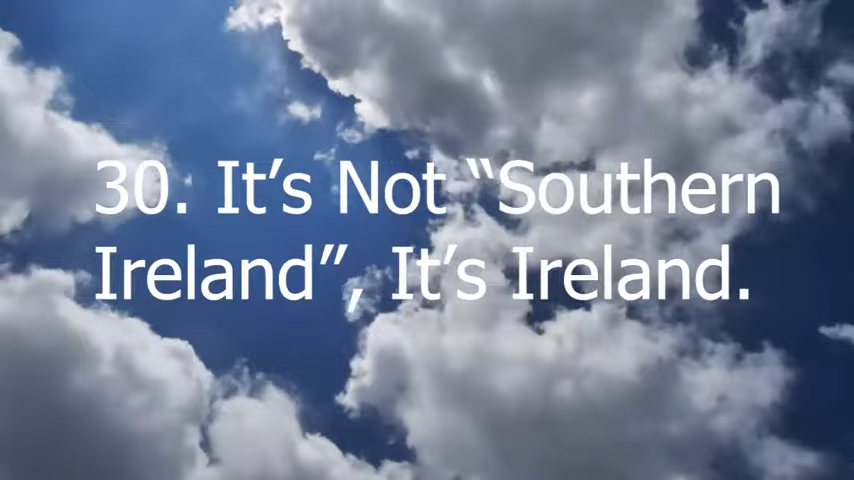 30. It’s Not “Southern
Ireland”, It’s Ireland.